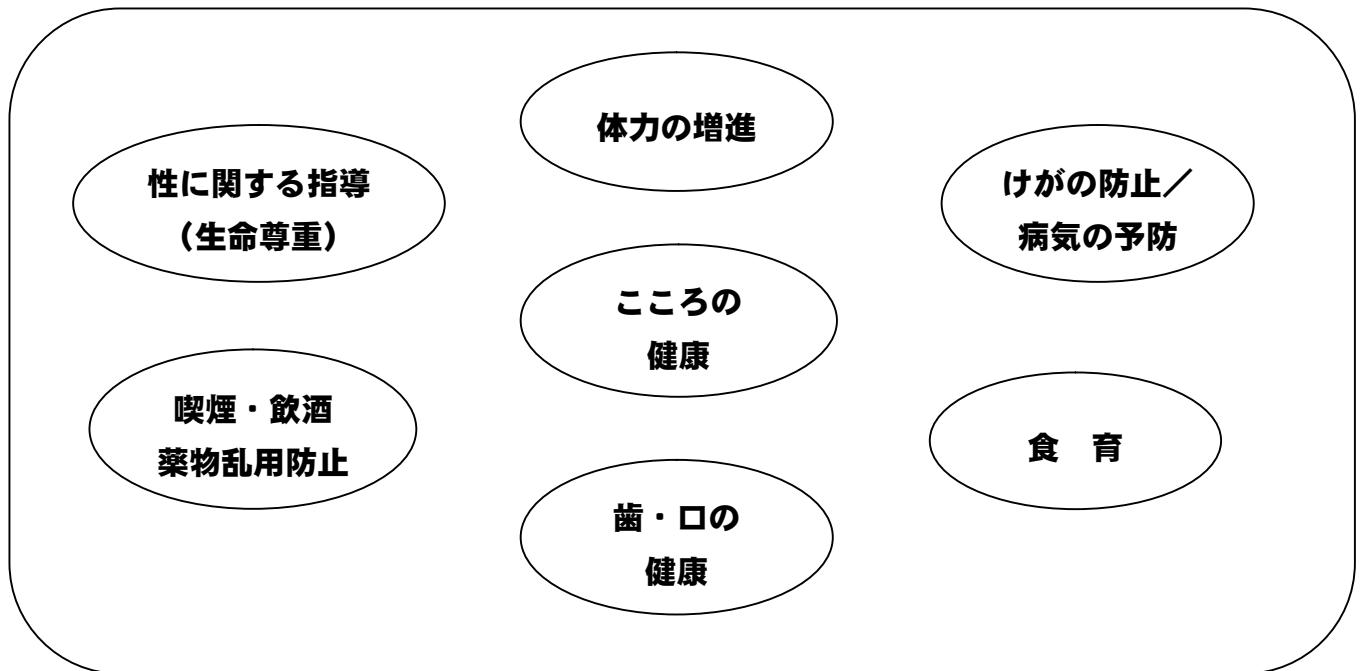 体力の増進
性に関する指導
（生命尊重）
けがの防止／
病気の予防
こころの
健康
喫煙・飲酒
薬物乱用防止
食　育
歯・口の
健康